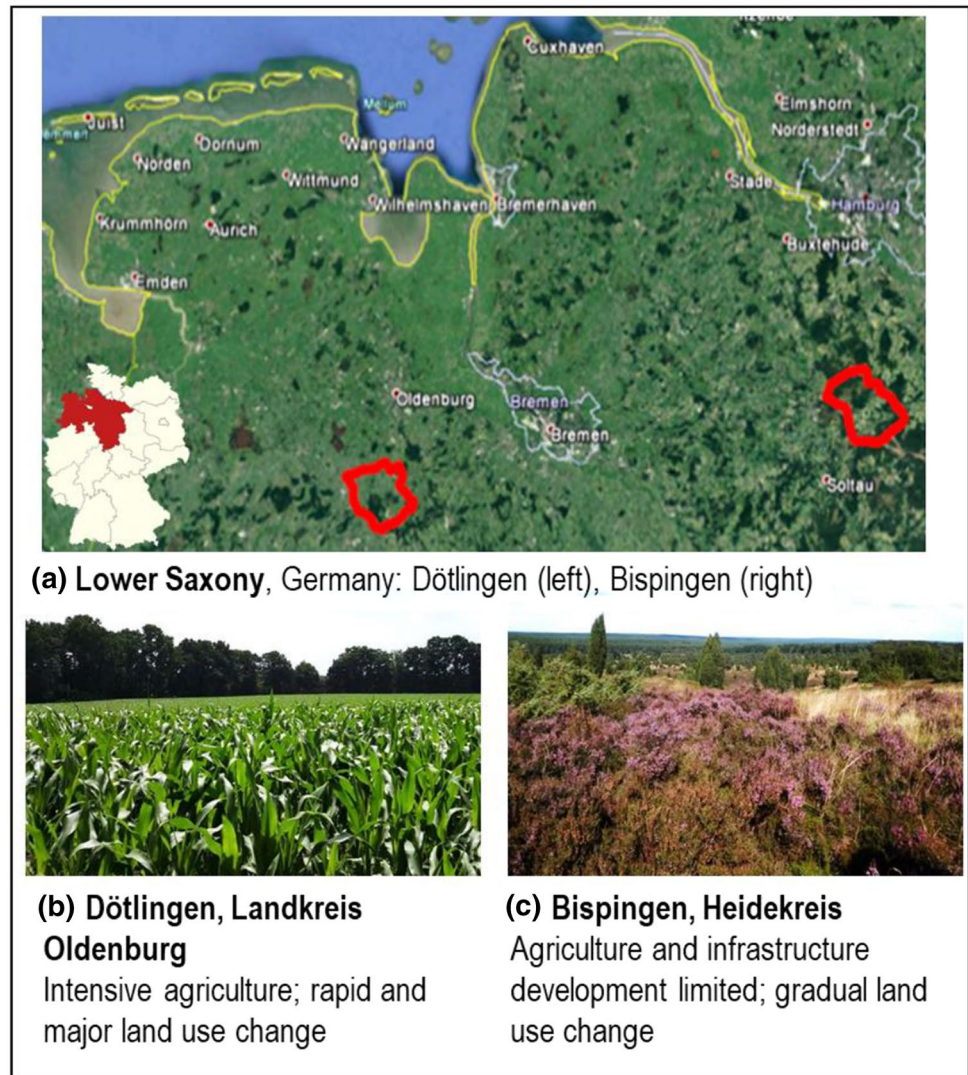 Cuxhaven
Elmshorn
Norderstedt
Juist
Mellum
Dornum
Wangerland
Norden
Wittmund
Stade
Wilhelmshaven
Bremerhaven
Hamburg
Krummhörn
Aurich
Buxtehude
Emden
Oldenburg
Bremen
Bremen
Soltau
(a) Lower Saxony, Germany: Dötlingen (left), Bispingen (right)
(b) Dötlingen, Landkreis
Oldenburg
Intensive agriculture; rapid and
major land use change
(c) Bispingen, Heidekreis
Agriculture and infrastructure
development limited; gradual land
use change